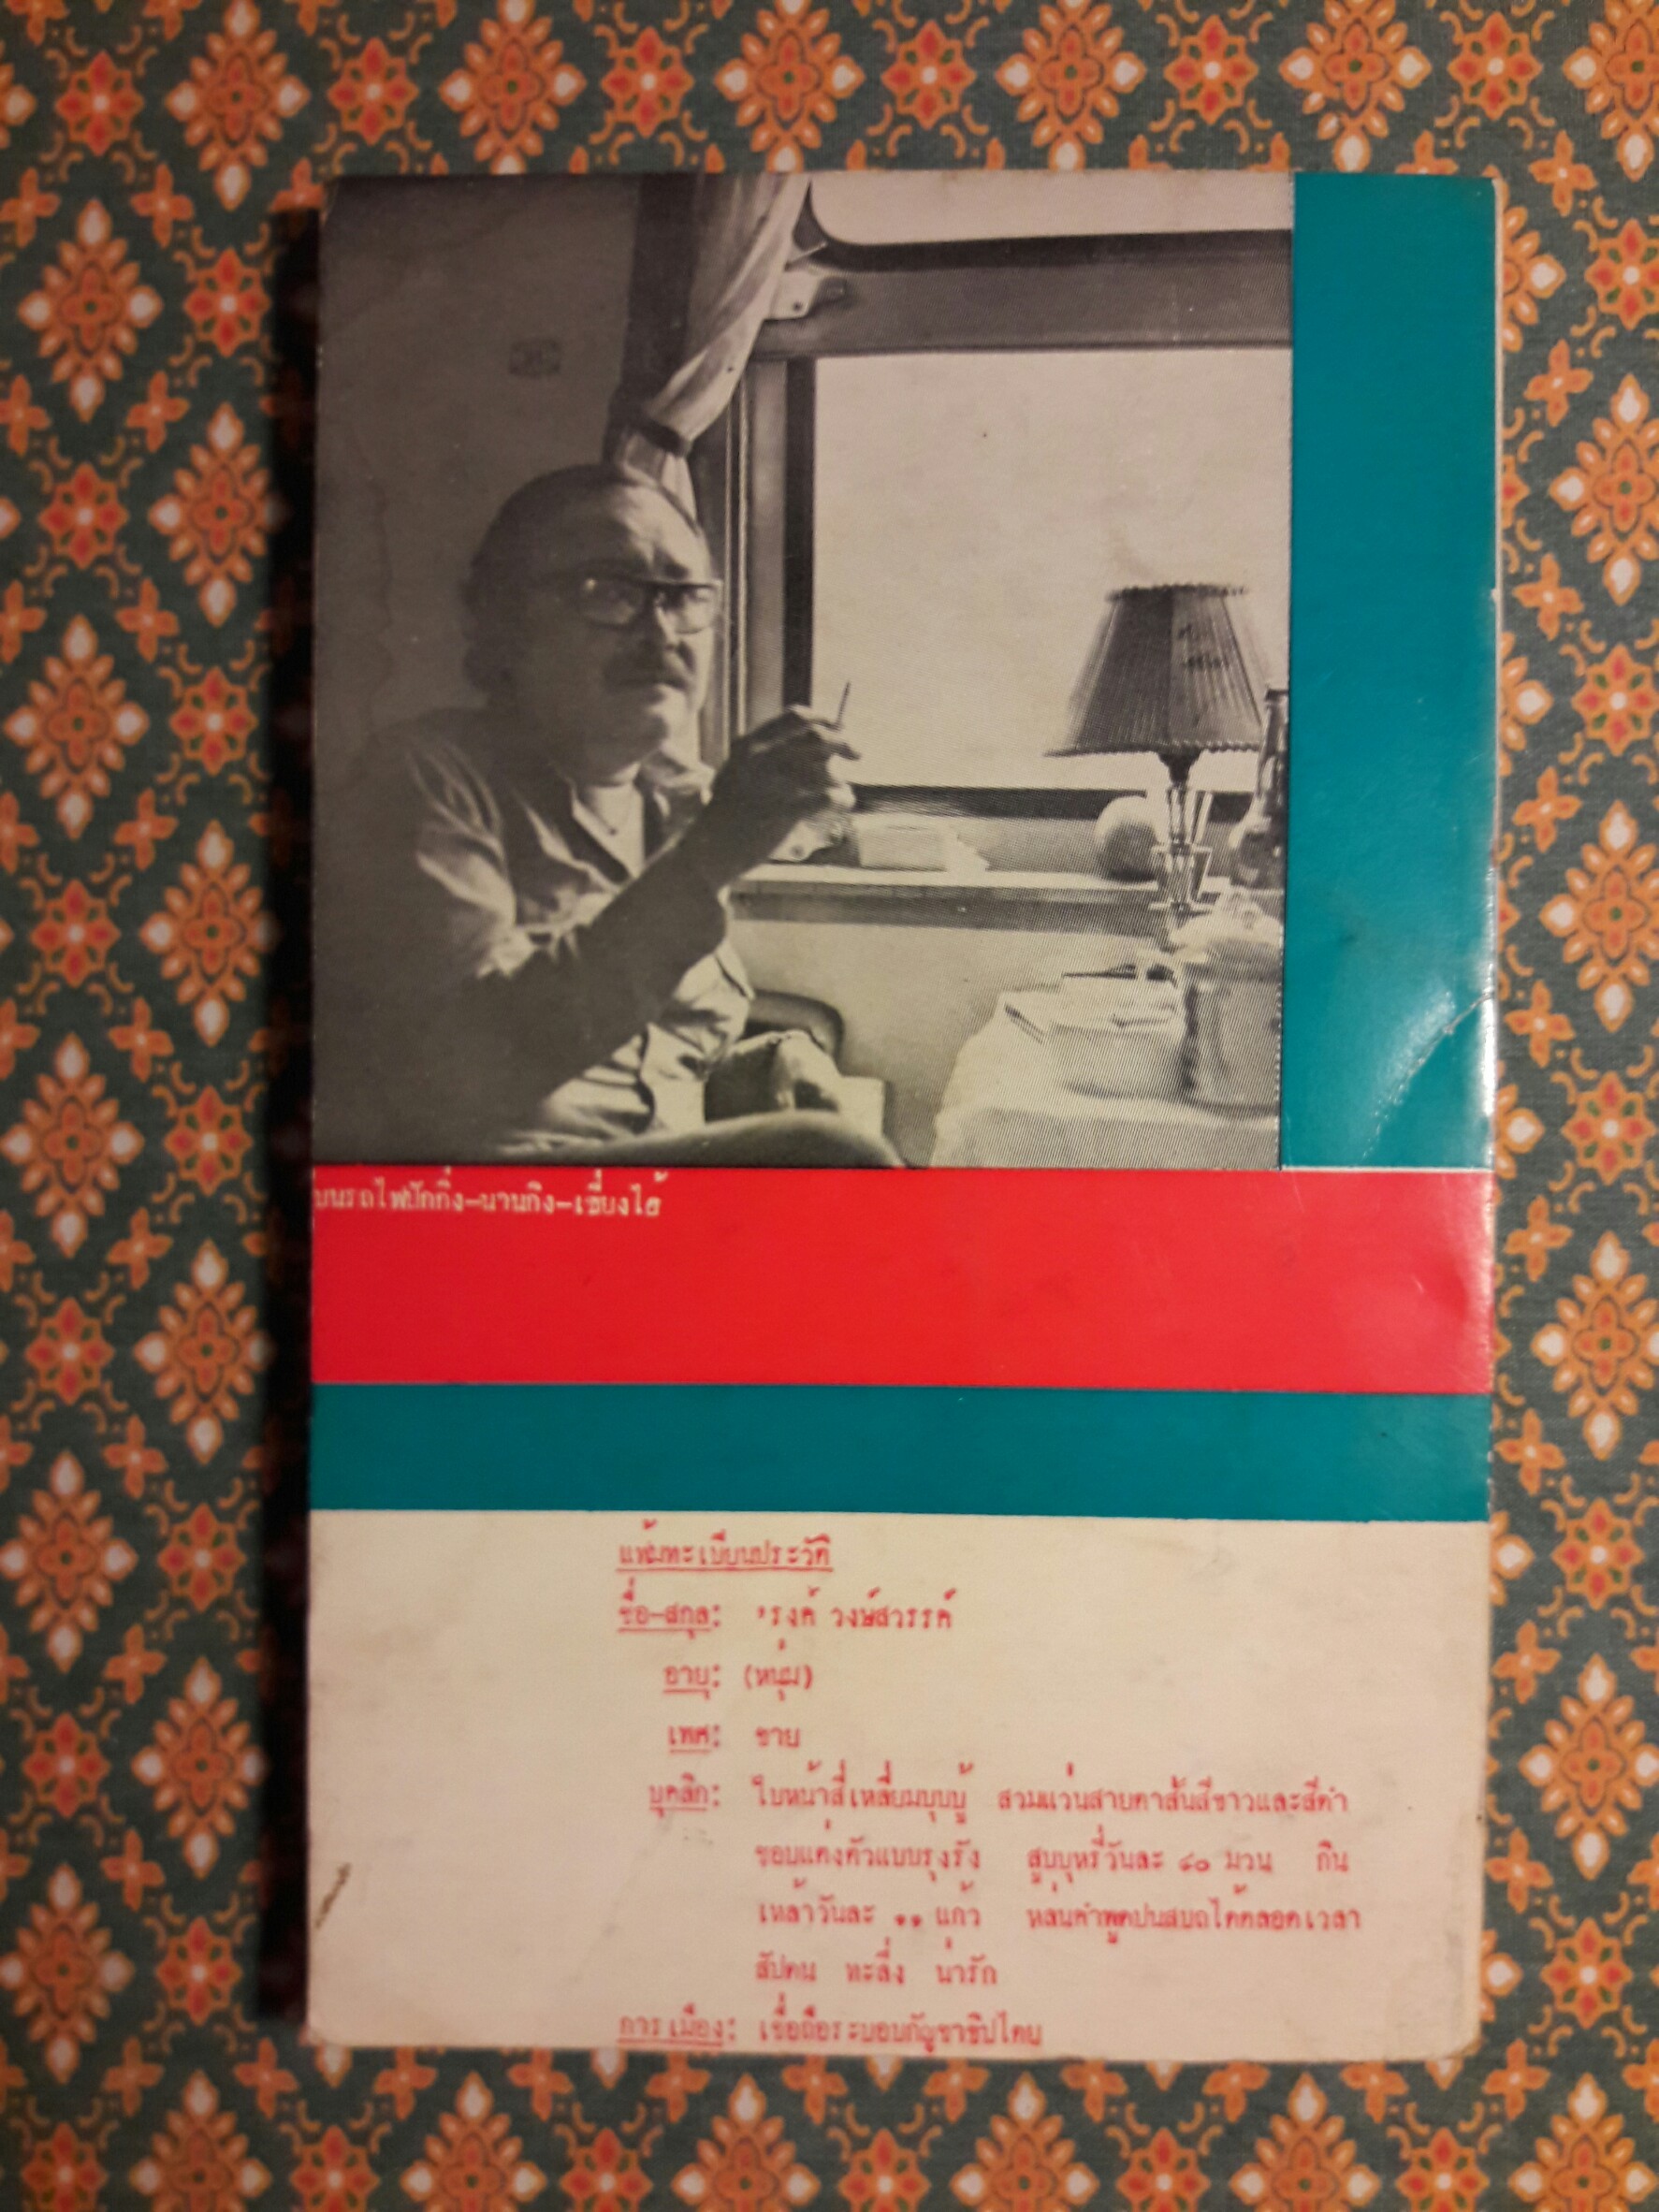 บนรถไฟปักกิ่ง-นานกิง-เซี่ยงไฮ้
แฟ้มทะเบียนประวัติ
ชื่อ-สกุล: 'รงค์ วงษ์สวรรค์
อายุ: (หนุ่ม)
เพศ: ชาย
บุคลิก: ใบหน้าสี่เหลี่ยมบุบบู้ สวมแว่นสายตาสั้นสีขาวและสีดำ
ชอบแต่งตัวแบบรุงรัง สูบบุหรี่วันละ ๘๐ มวน กิน
เหล้าวันละ ๑๑ แก้ว หล่นคำพูดปนสบถได้ตลอดเวลา
สัปดน ทะลึ่ง น่ารัก
การเมือง: เชื่อถือระบอบกัญชาธิปไตย